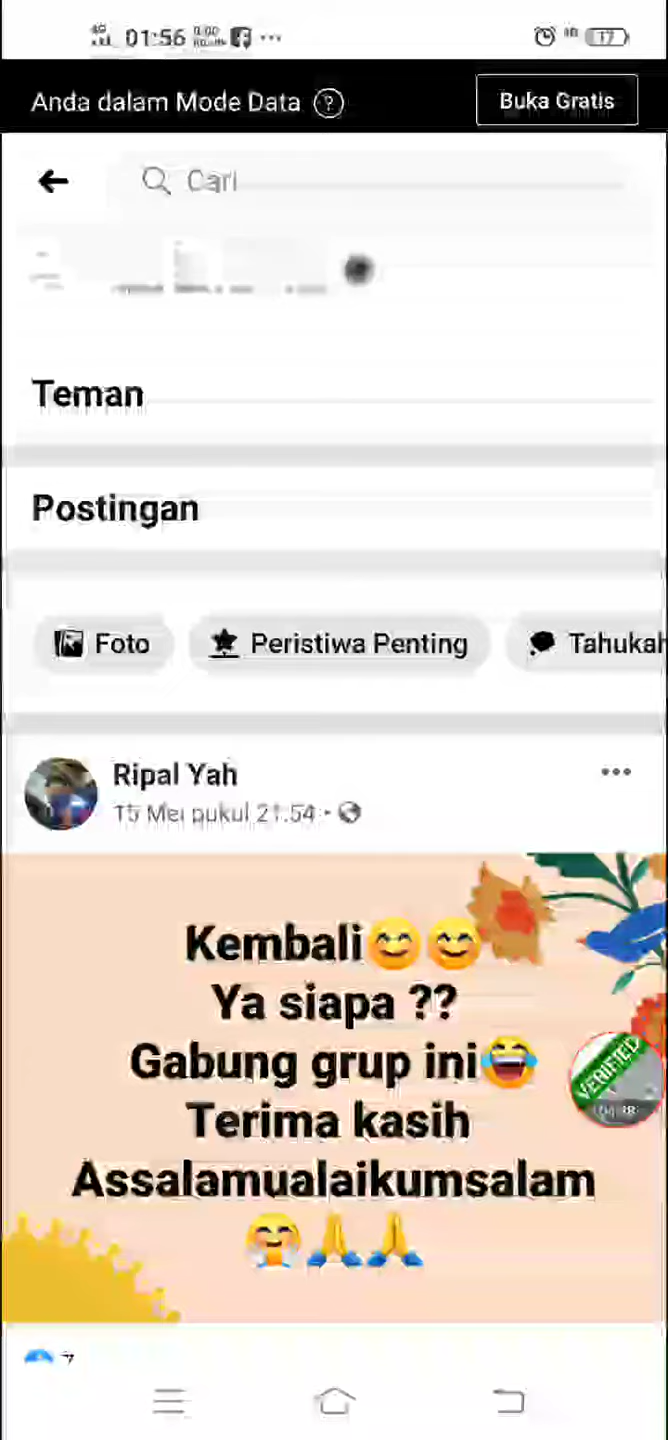 01:56
17
Anda dalam Mode Data
Buka Gratis
Cari
Teman
Postingan
Foto
Peristiwa Penting
Tahukah
Ripal Yah
15 Mei pukul 21:54
Kembali😊😊
Ya siapa ??
Gabung grup ini😂
Terima kasih
Assalamualaikumsalam
🤗🙏🙏
VERIFIED